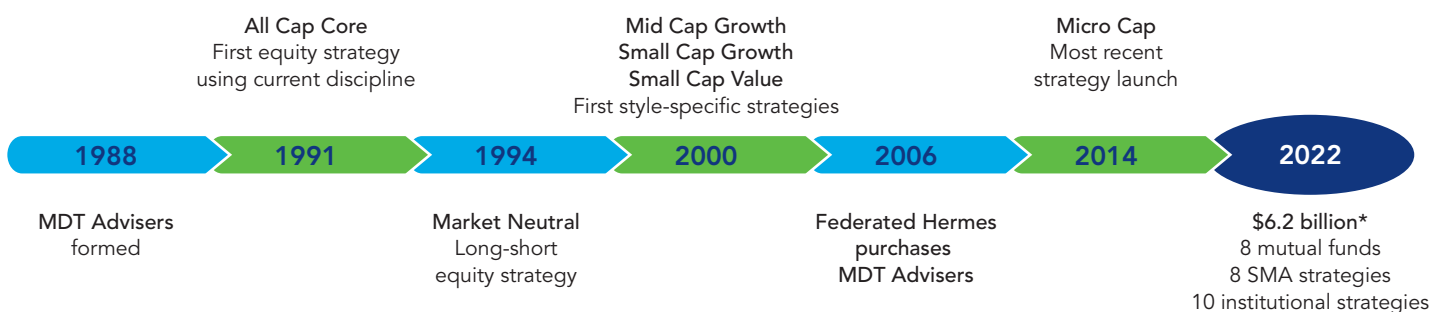 All Cap Core
First equity strategy
using current discipline
Mid Cap Growth
Small Cap Growth
Small Cap Value
First style-specific strategies
Micro Cap
Most recent
strategy launch
1988
1991
1994
2000
2006
2014
2022
MDT Advisers
formed
Market Neutral
Long-short
equity strategy
Federated Hermes
purchases
MDT Advisers
$6.2 billion*
8 mutual funds
8 SMA strategies
10 institutional strategies